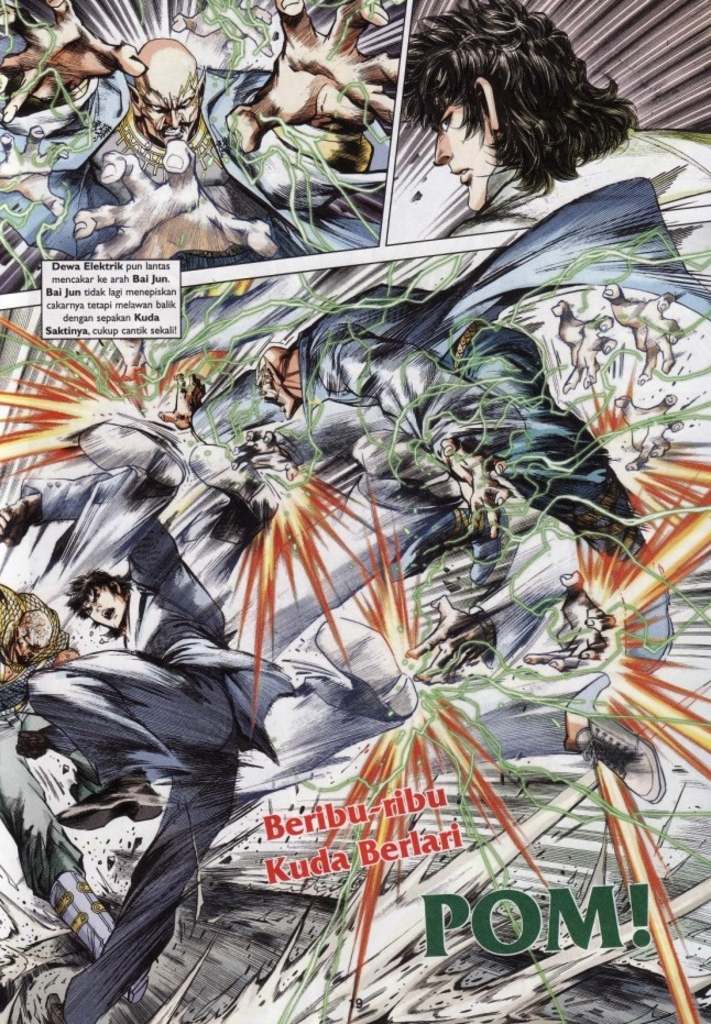 Dewa Elektrik pun lantas
mencakar ke arah Bai Jun.
Bai Jun tidak lagi menepiskan
cakarnya tetapi melawan balik
dengan sepakan Kuda
Saktinya, cukup cantik sekali!
Beribu-ribu
Kuda Berlari
POM!
19